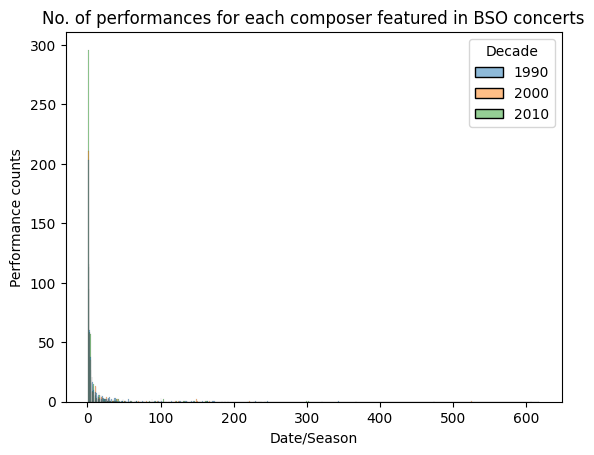 No. of performances for each composer featured in BSO concerts
Decade
1990
2000
2010
300
250
200
150
100
50
0
Performance counts
0 100 200 300 400 500 600
Date/Season